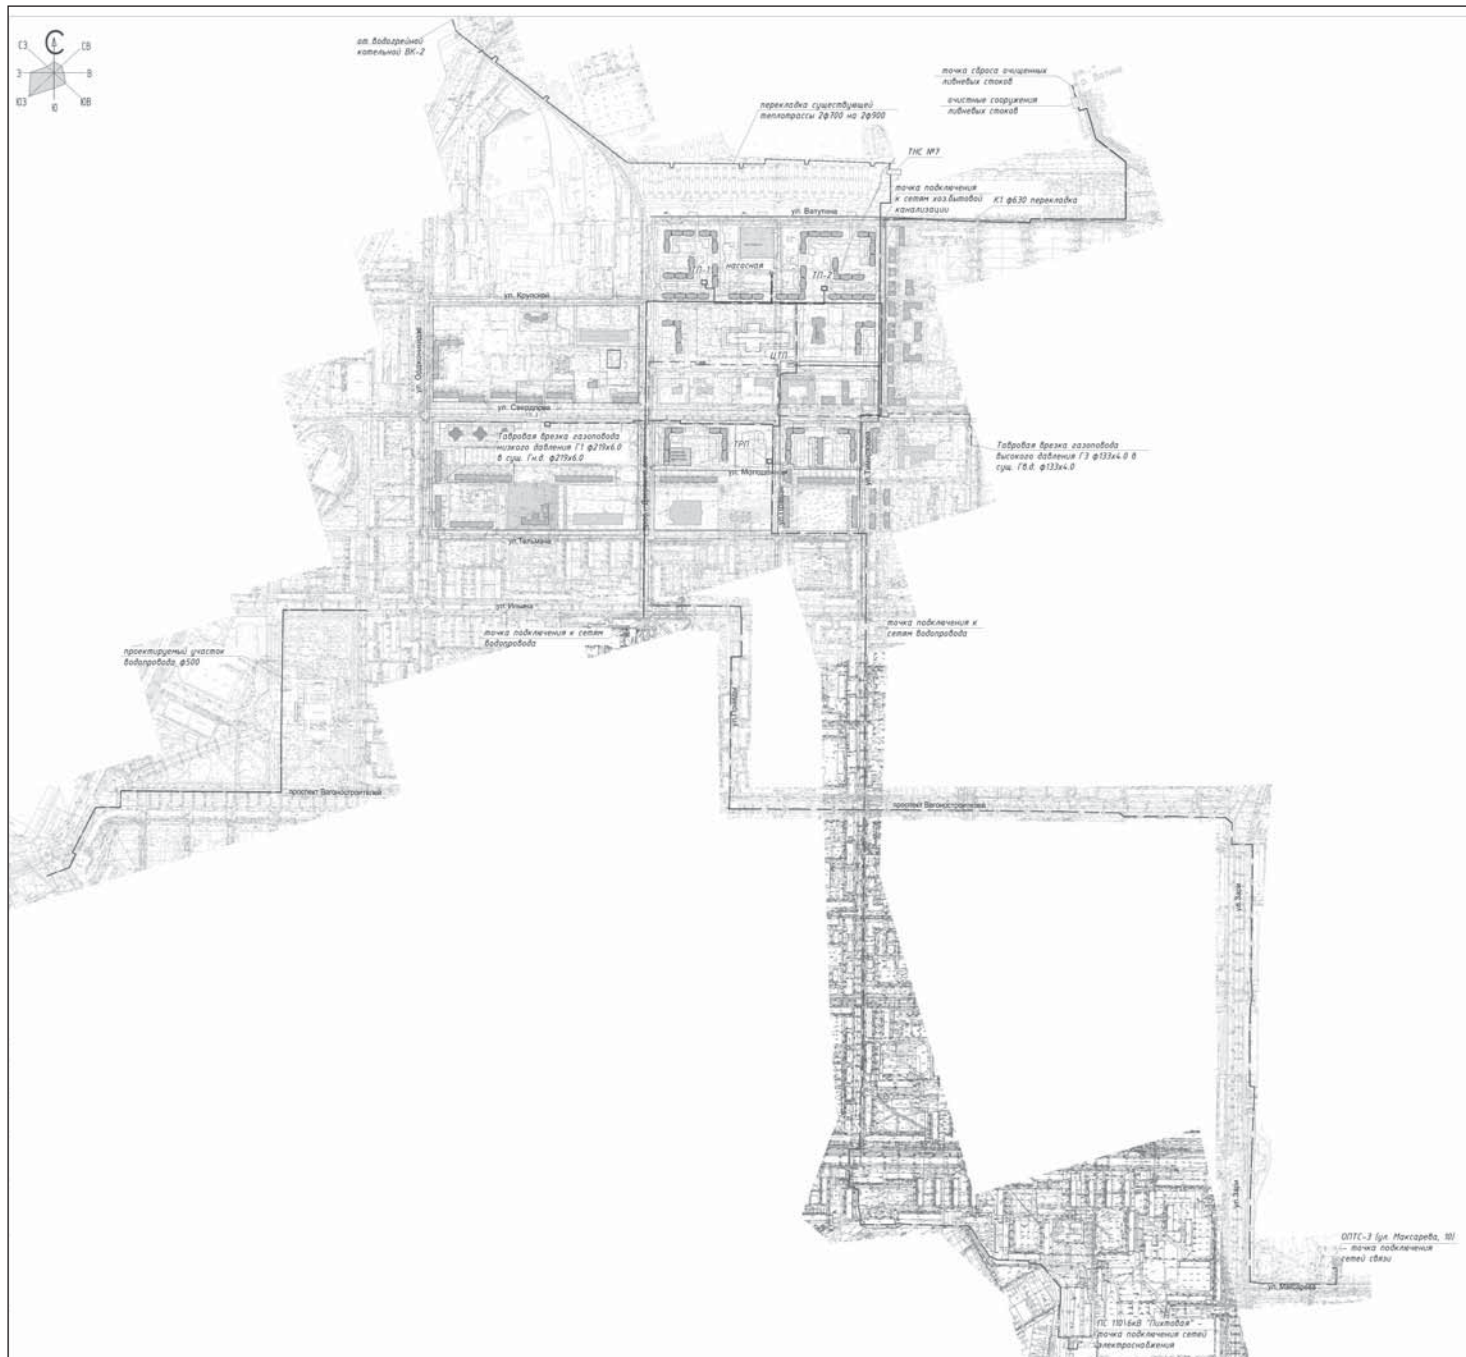 С
СЗ
СВ
З
В
ЮЗ
ЮВ
Ю
от водогрейной
котельной ВК-2
точка сброса очищенных
ливневых стоков
очистные сооружения
ливневых стоков
перекладка существующей
теплотрассы 2ф700 на 2ф900
ТНС №7
точка подключения
к сетям хоз.бытовой
канализации
К1 ф630 перекладка
ул. Ватутина
ТП-1
насосная
ТП-2
ул. Крупской
ЦТП
ул. Свердлова
Тавровая врезка газопровода
низкого давления Г1 ф219х6.0
в сущ. Гн.д. ф219х6.0
ТРП
Тавровая врезка газопровода
высокого давления Г3 ф133х4.0 в
сущ. Гв.д. ф133х4.0
ул. Тельмана
ул. Ильича
точка подключения к сетям
водопровода
точка подключения к
сетям водопровода
проектируемый участок
водопровода ф500
проспект Вагоностроителей
проспект Вагоностроителей
ул. Зари
ул. Зари
ОПТС-3 (ул. Максарева, 10)
- точка подключения
сетей связи
ул. Максарева
ПС 110\6кВ "Пихтовая" -
точка подключения сетей
электроснабжения